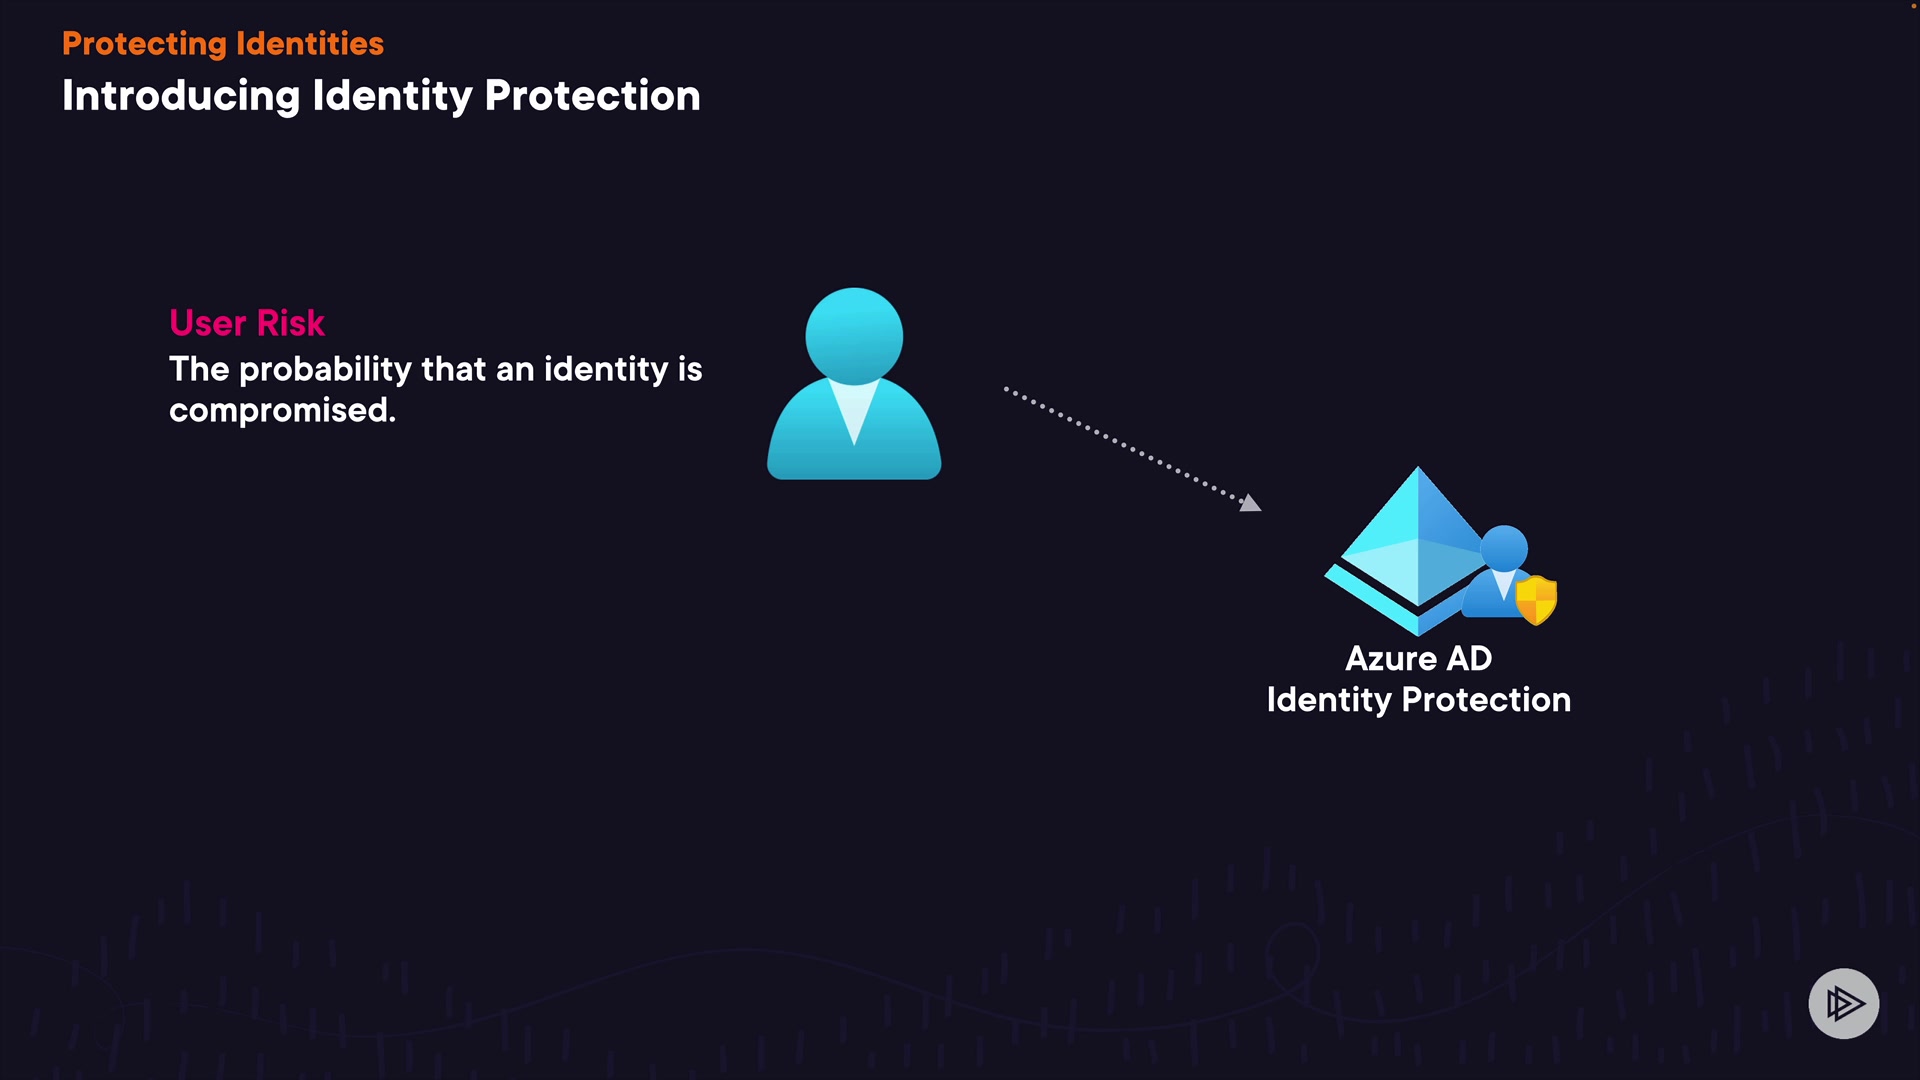 Protecting Identities
Introducing Identity Protection
User Risk
The probability that an identity is
compromised.
Azure AD
Identity Protection